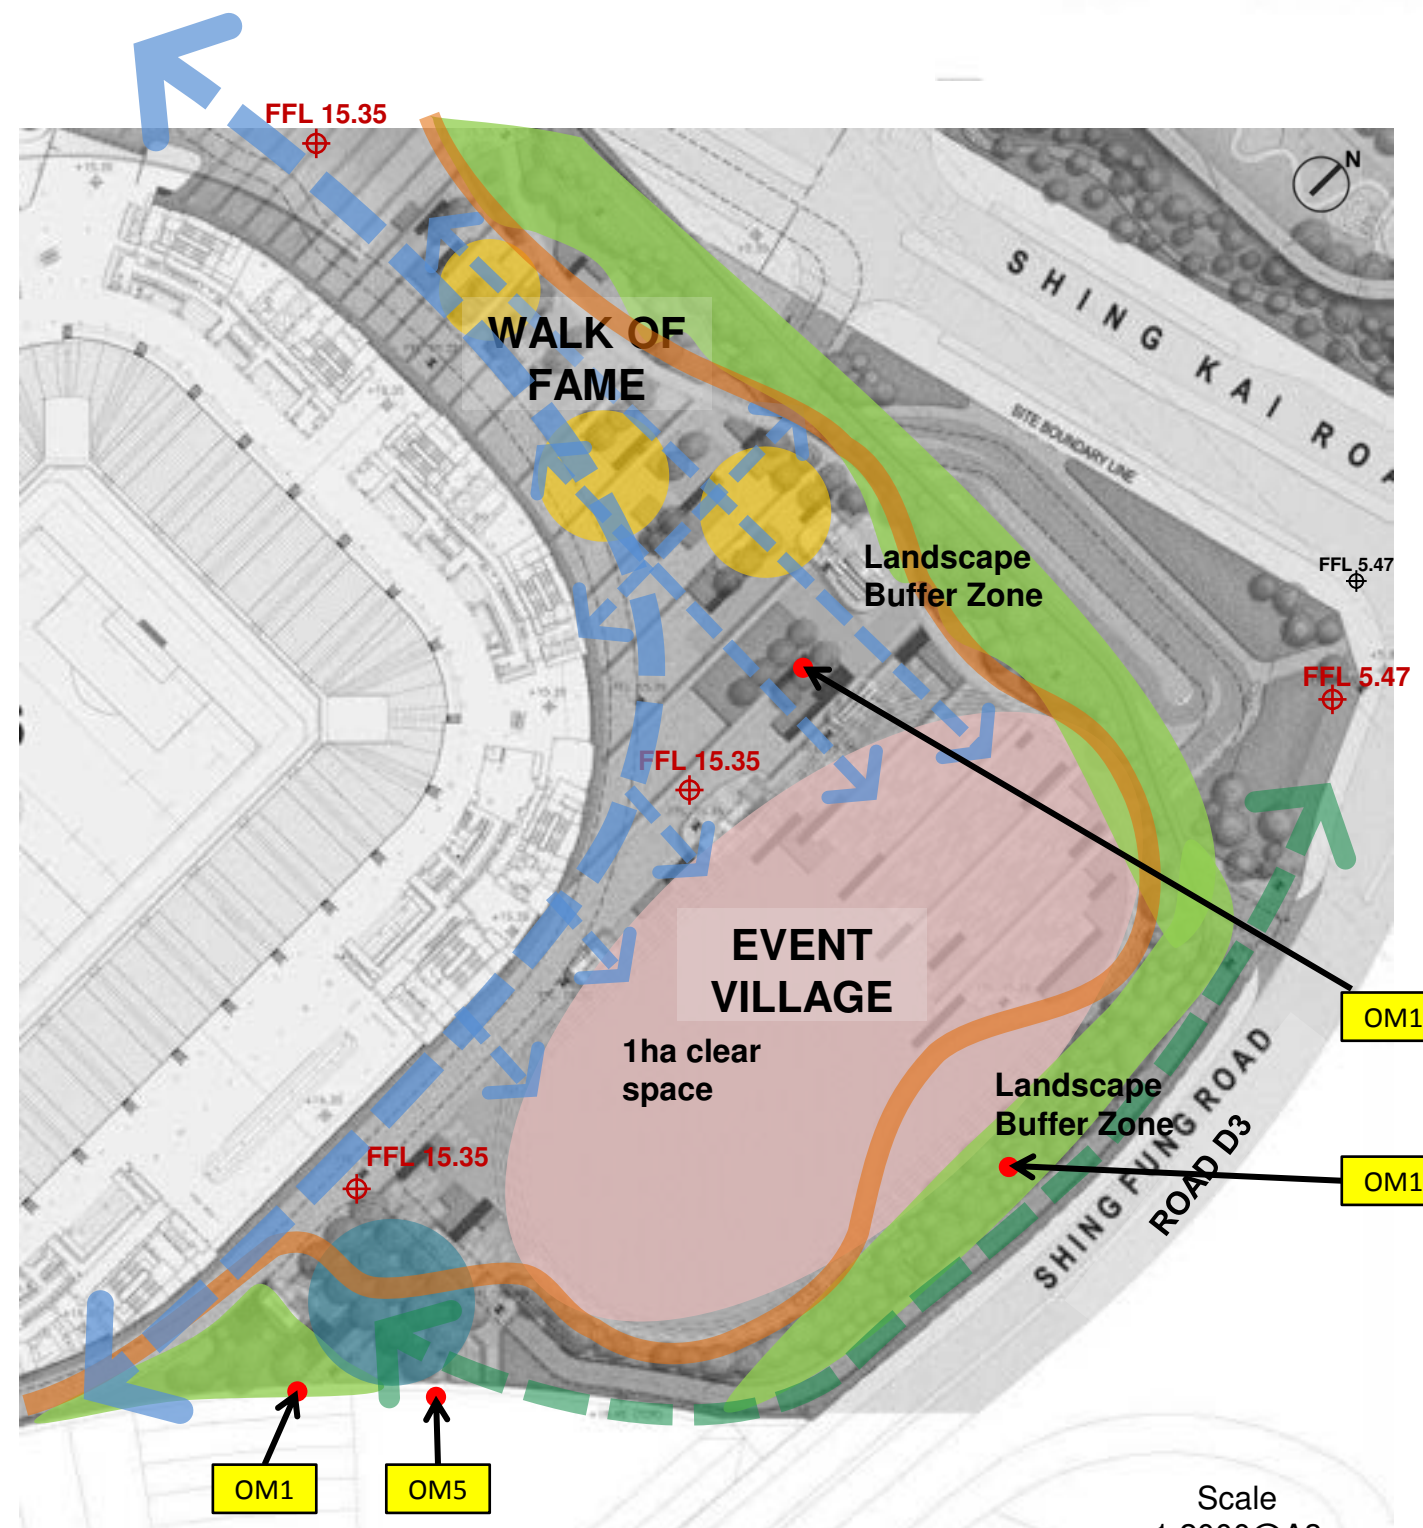 FFL 15.35
N
SHING KAI ROA
WALK OF
FAME
SITE BOUNDARY LINE
Landscape
Buffer Zone
FFL 5.47
FFL 5.47
FFL 15.35
EVENT
VILLAGE
1ha clear
space
OM1
Landscape
Buffer Zone
SHING FUNG ROAD
ROAD D3
OM1
FFL 15.35
OM1
OM5
Scale